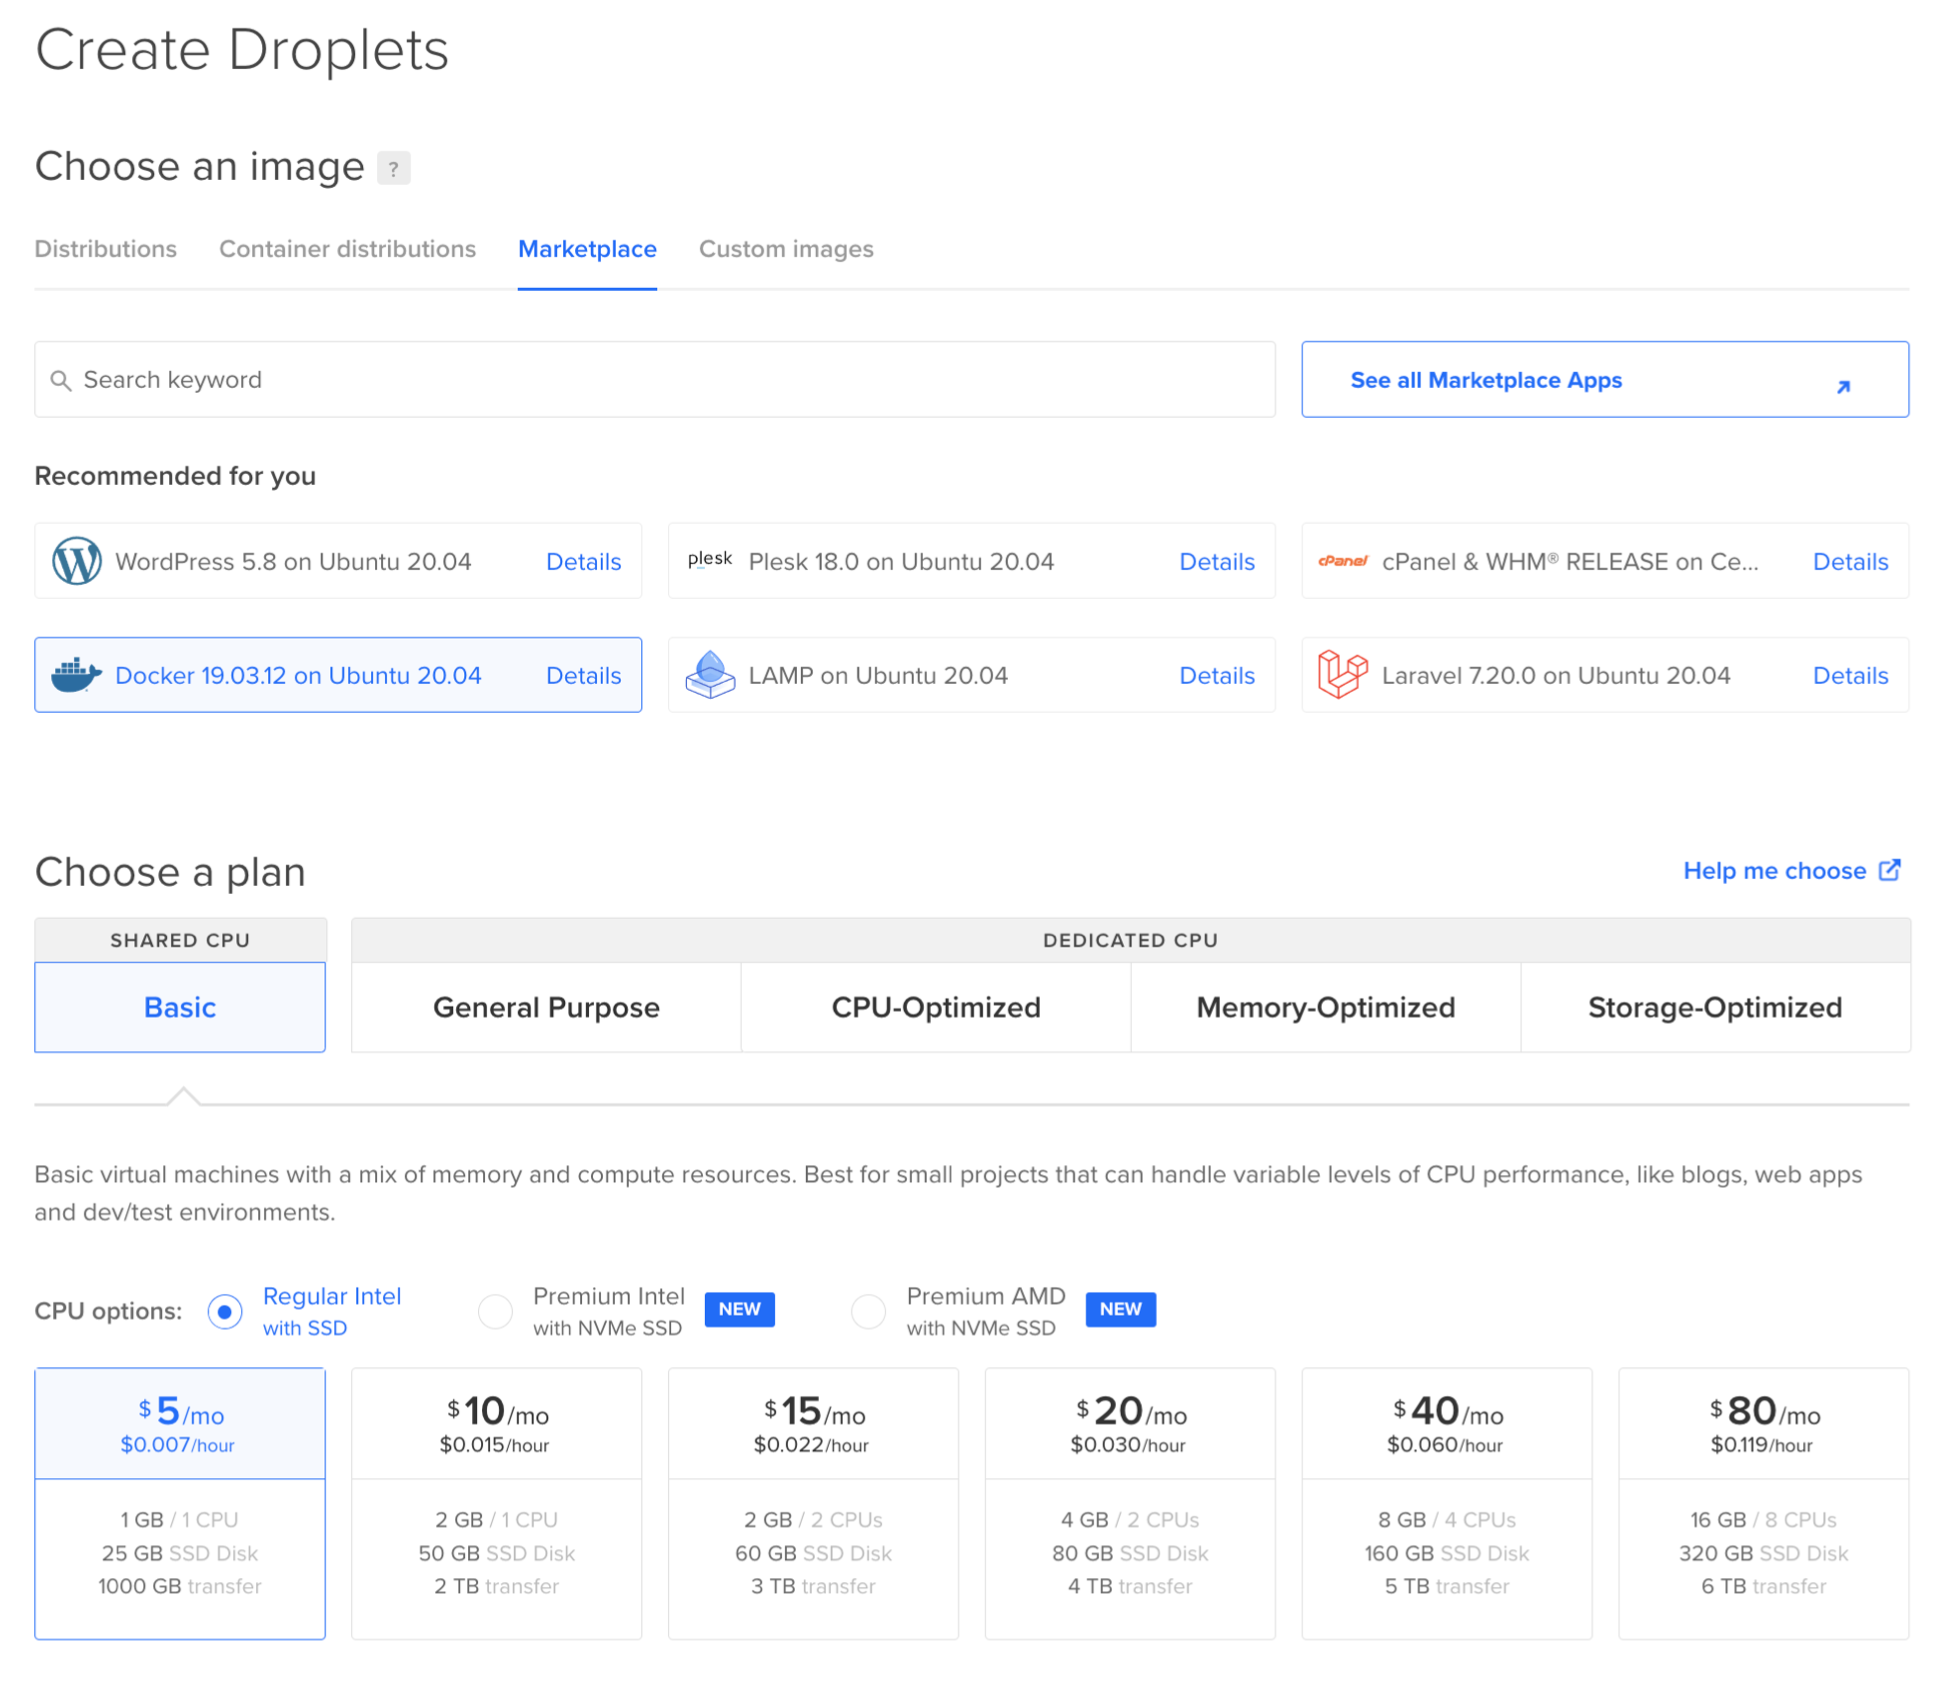 Create Droplets
Choose an image ?
Distributions Container distributions Marketplace Custom images
Search keyword See all Marketplace Apps
Recommended for you
WordPress 5.8 on Ubuntu 20.04 Details plesk Plesk 18.0 on Ubuntu 20.04 Details cPanel cPanel & WHM® RELEASE on Ce... Details
Docker 19.03.12 on Ubuntu 20.04 Details LAMP on Ubuntu 20.04 Details Laravel 7.20.0 on Ubuntu 20.04 Details
Choose a plan Help me choose
SHARED CPU DEDICATED CPU
Basic General Purpose CPU-Optimized Memory-Optimized Storage-Optimized
Basic virtual machines with a mix of memory and compute resources. Best for small projects that can handle variable levels of CPU performance, like blogs, web apps
and dev/test environments.
CPU options: Regular Intel with SSD Premium Intel with NVMe SSD NEW Premium AMD with NVMe SSD NEW
$5/mo $10/mo $15/mo $20/mo $40/mo $80/mo
$0.007/hour $0.015/hour $0.022/hour $0.030/hour $0.060/hour $0.119/hour
1 GB / 1 CPU 2 GB / 1 CPU 2 GB / 2 CPUs 4 GB / 2 CPUs 8 GB / 4 CPUs 16 GB / 8 CPUs
25 GB SSD Disk 50 GB SSD Disk 60 GB SSD Disk 80 GB SSD Disk 160 GB SSD Disk 320 GB SSD Disk
1000 GB transfer 2 TB transfer 3 TB transfer 4 TB transfer 5 TB transfer 6 TB transfer